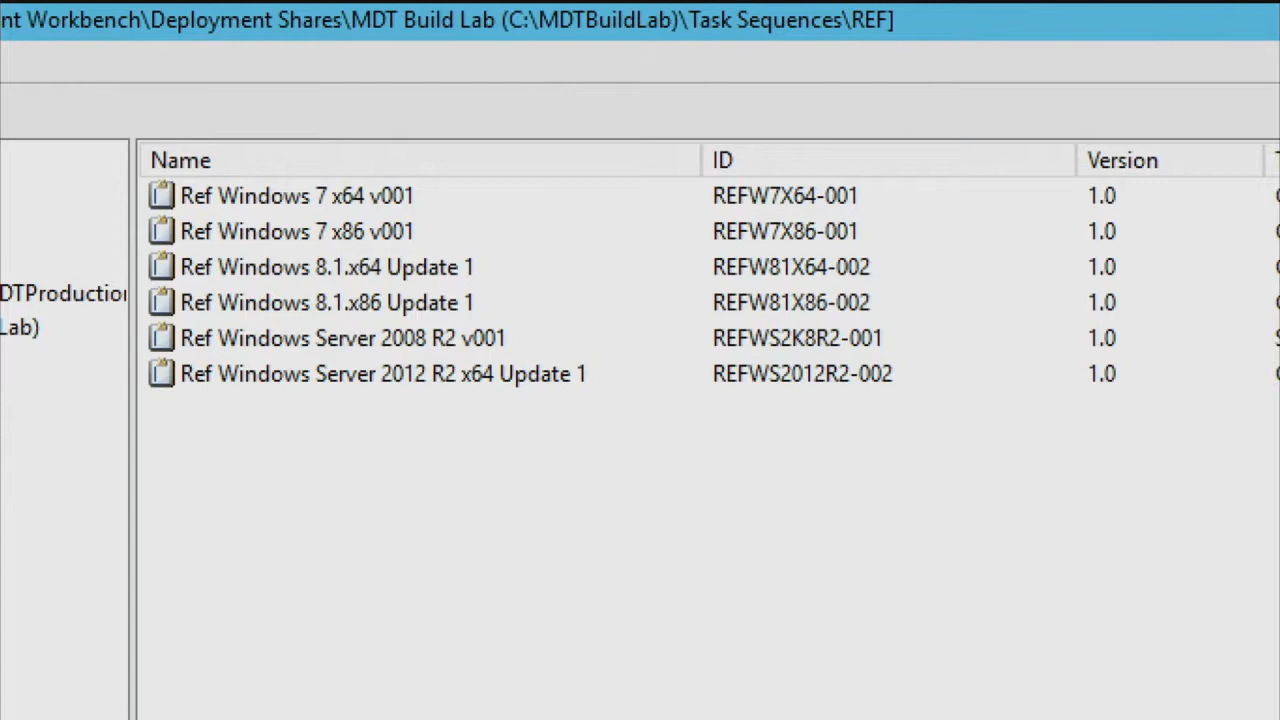 nt Workbench\Deployment Shares\MDT Build Lab (C:\MDTBuildLab)\Task Sequences\REF]
Name ID Version
Ref Windows 7 x64 v001 REFW7X64-001 1.0
Ref Windows 7 x86 v001 REFW7X86-001 1.0
Ref Windows 8.1.x64 Update 1 REFW81X64-002 1.0
Ref Windows 8.1.x86 Update 1 REFW81X86-002 1.0
Ref Windows Server 2008 R2 v001 REFWS2K8R2-001 1.0
Ref Windows Server 2012 R2 x64 Update 1 REFWS2012R2-002 1.0
DTProduction
Lab)